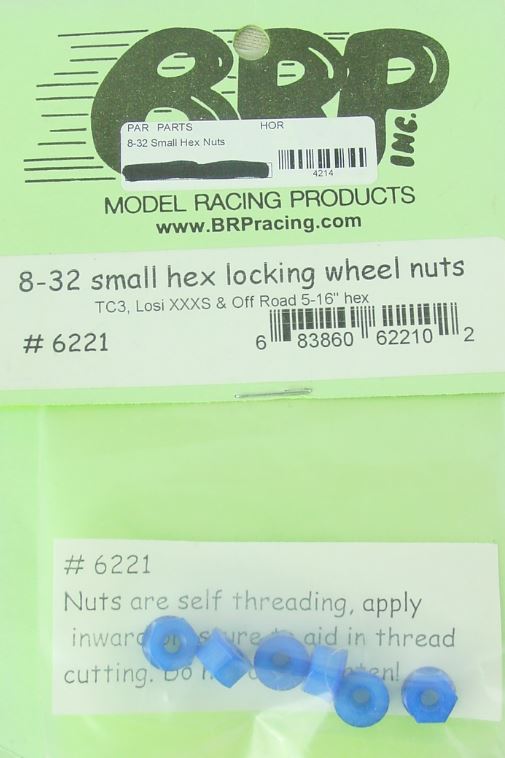 BRP
INC.
PAR PARTS HOR
8-32 Small Hex Nuts
4214
MODEL RACING PRODUCTS
www.BRPracing.com
8-32 small hex locking wheel nuts
TC3, Losi XXXS & Off Road 5-16" hex
# 6221
6 83860 62210 2
# 6221
Nuts are self threading, apply
inward to aid in thread
cutting. Do